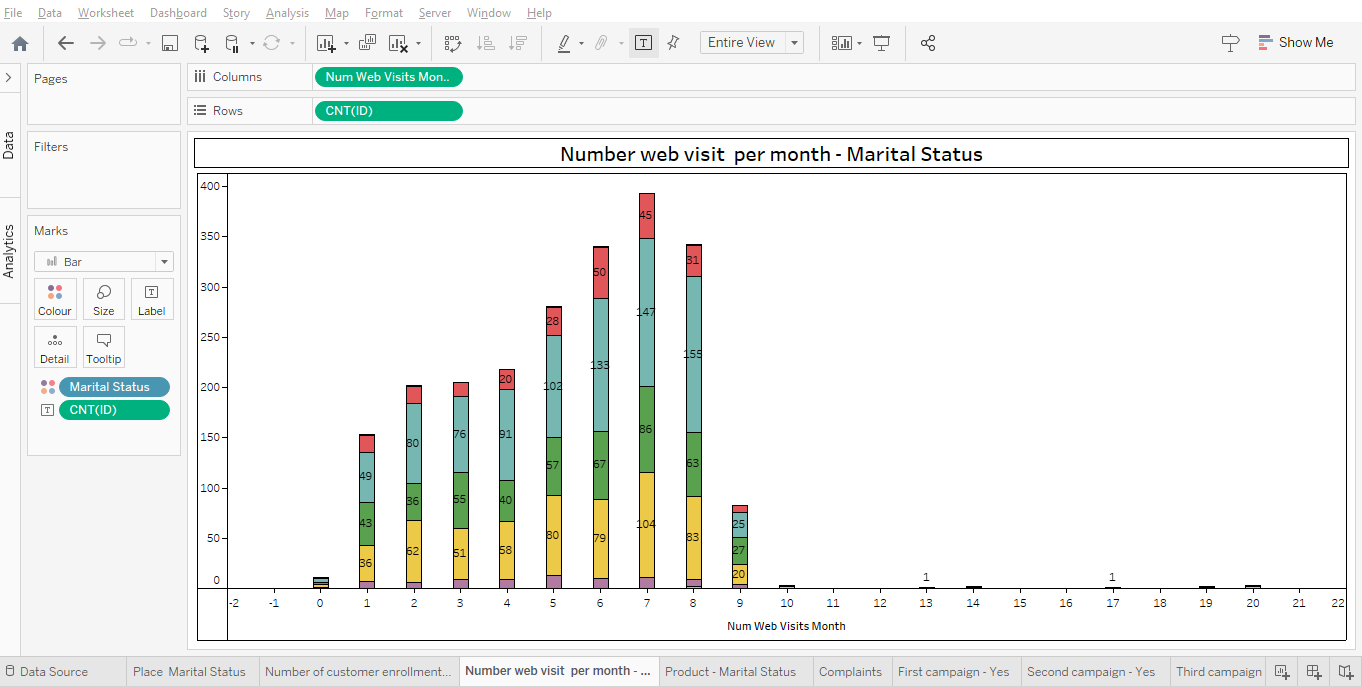 File Data Worksheet Dashboard Story Analysis Map Format Server Window Help
Entire View
Show Me
Data
Analytics
Pages
Filters
Marks
Bar
Colour Size Label
Detail Tooltip
Marital Status
CNT(ID)
Columns
Num Web Visits Mon..
Rows
CNT(ID)
Number web visit per month - Marital Status
400
350
300
250
200
150
100
50
0
49
43
36
80
36
62
76
55
51
20
91
40
58
28
102
57
80
50
133
67
79
45
147
86
104
31
155
63
83
25
27
20
1
1
-2 -1 0 1 2 3 4 5 6 7 8 9 10 11 12 13 14 15 16 17 18 19 20 21 22
Num Web Visits Month
Data Source Place Marital Status Number of customer enrollment... Number web visit per month - ... Product - Marital Status Complaints First campaign - Yes Second campaign - Yes Third campaign